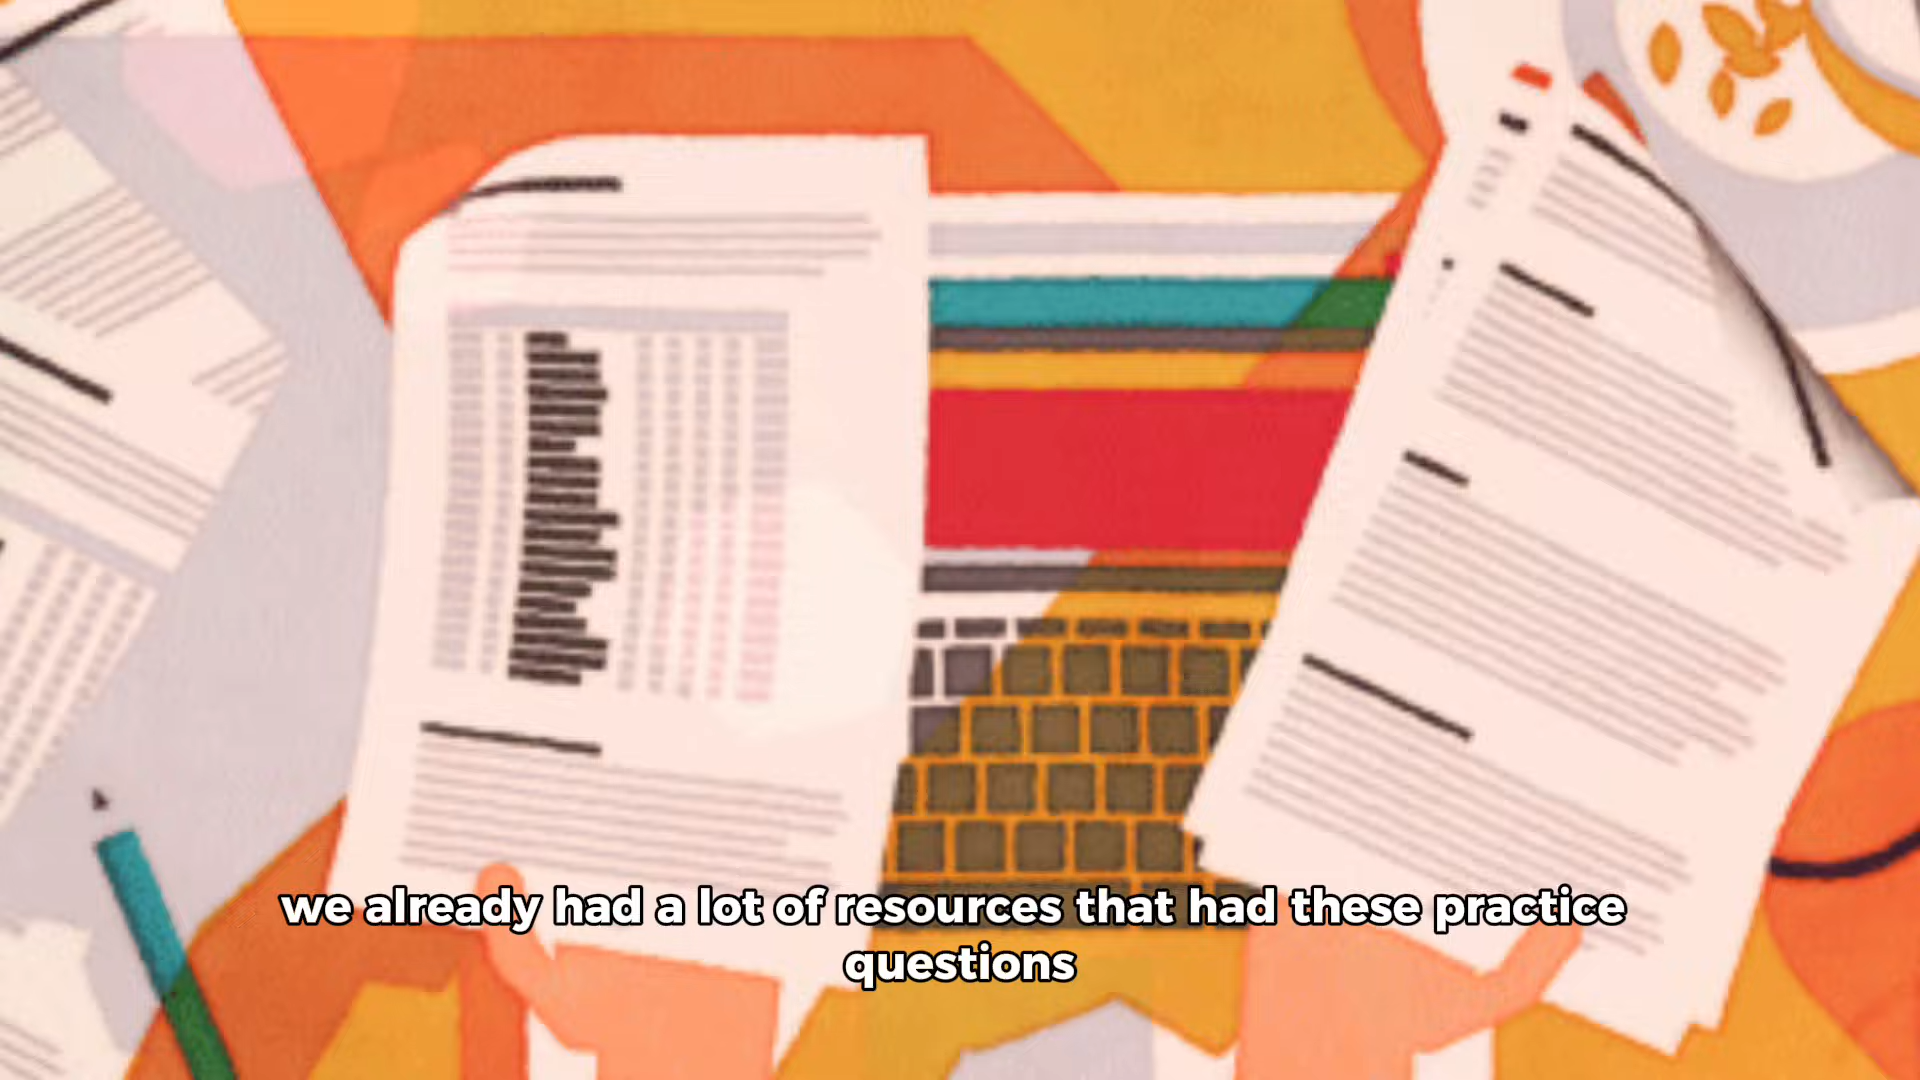 we already had a lot of resources that had these practice
questions